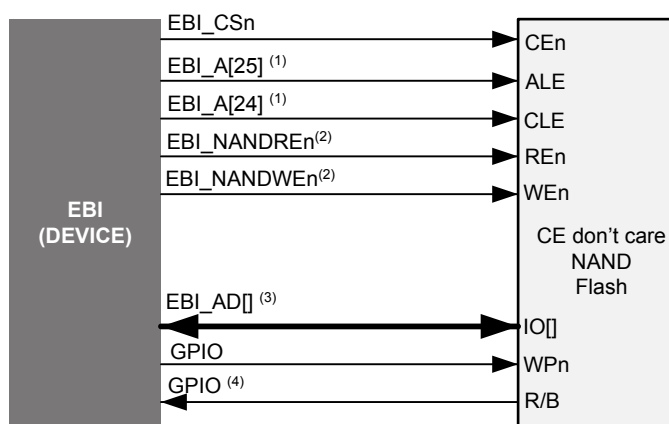 EBI_CSn
CEn
EBI_A[25] (1)
ALE
EBI_A[24] (1)
CLE
EBI_NANDREn(2)
REn
EBI_NANDWEn(2)
WEn
EBI
(DEVICE)
CE don't care
NAND
Flash
EBI_AD[] (3)
IO[]
GPIO
WPn
GPIO (4)
R/B